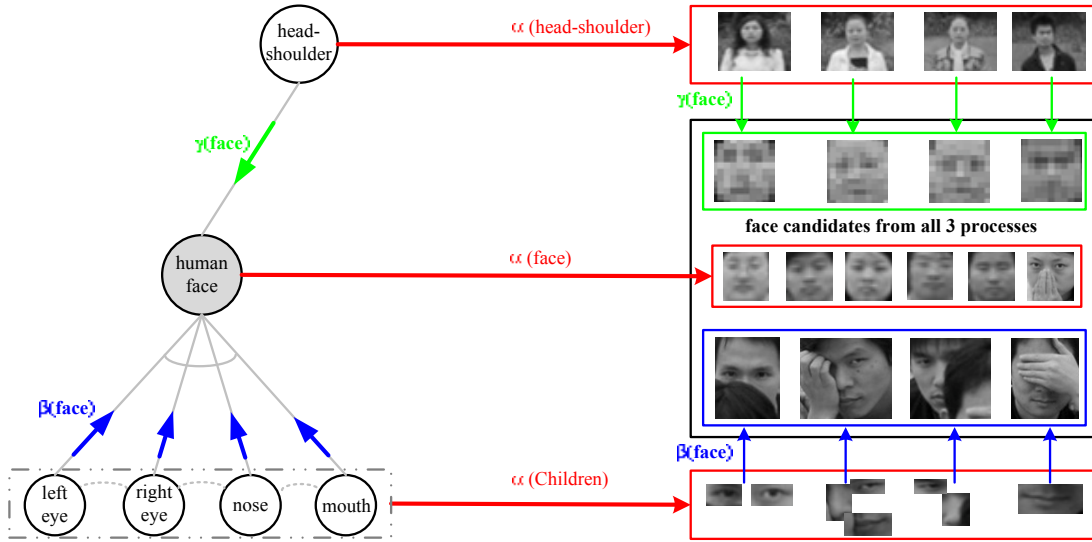 head-
shoulder
α (head-shoulder)
γ(face)
γ(face)
face candidates from all 3 processes
human
face
α (face)
β(face)
β(face)
α (Children)
left
eye
right
eye
nose
mouth